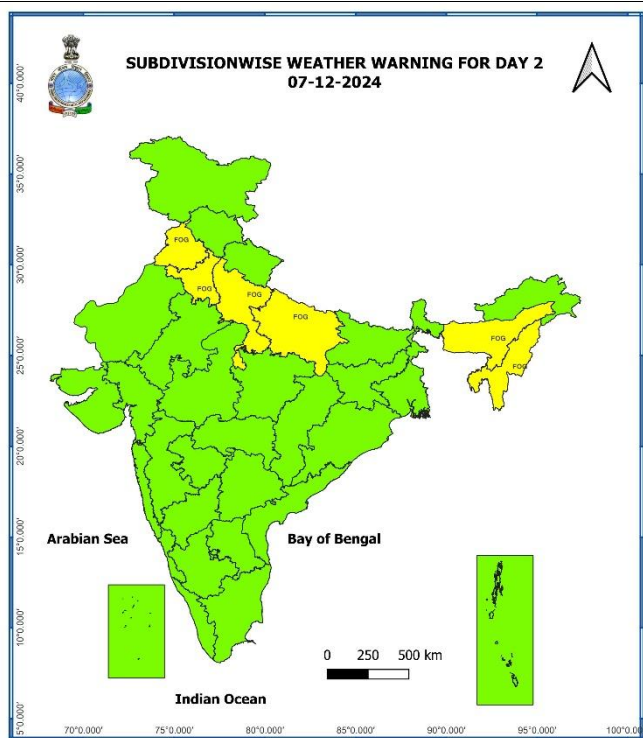 SUBDIVISIONWISE WEATHER WARNING FOR DAY 2
07-12-2024
40°0.000'
35°0.000'
30°0.000'
25°0.000'
20°0.000'
15°0.000'
10°0.000'
5°0.000'
FOG
FOG
FOG
FOG
FOG
FOG
Arabian Sea
Bay of Bengal
0 250 500 km
Indian Ocean
70°0.000' 75°0.000' 80°0.000' 85°0.000' 90°0.000' 95°0.000' 100°0.0